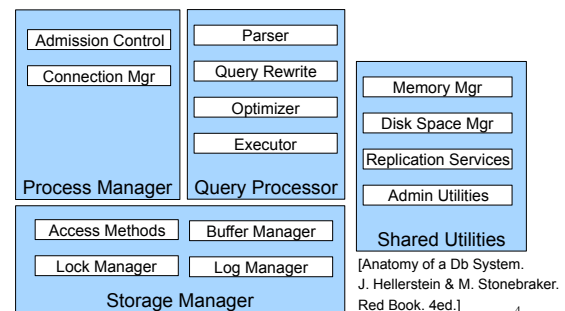 Admission Control
Connection Mgr
Process Manager
Parser
Query Rewrite
Optimizer
Executor
Query Processor
Memory Mgr
Disk Space Mgr
Replication Services
Admin Utilities
Shared Utilities
Access Methods
Buffer Manager
Lock Manager
Log Manager
Storage Manager
[Anatomy of a Db System.
J. Hellerstein & M. Stonebraker.
Red Book. 4ed.]
4